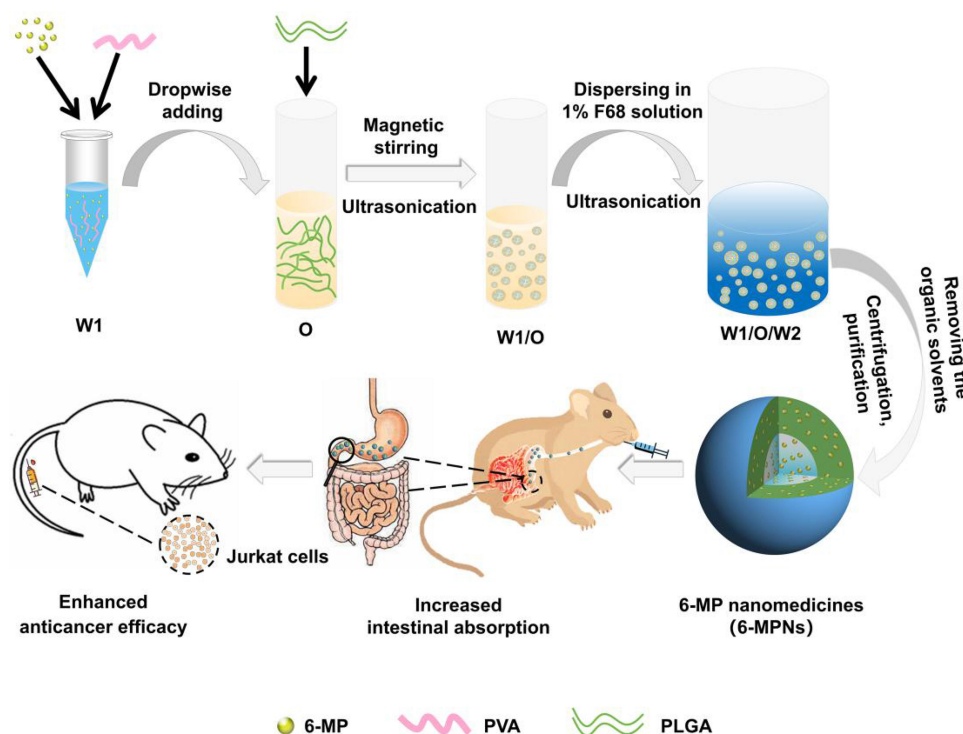 Dropwise
adding
Magnetic
stirring
Ultrasonication
Dispersing in
1% F68 solution
Ultrasonication
W1
O
W1/O
W1/O/W2
Removing the
organic solvents
Centrifugation,
purification
Jurkat cells
Enhanced
anticancer efficacy
Increased
intestinal absorption
6-MP nanomedicines
(6-MPNs)
6-MP
PVA
PLGA